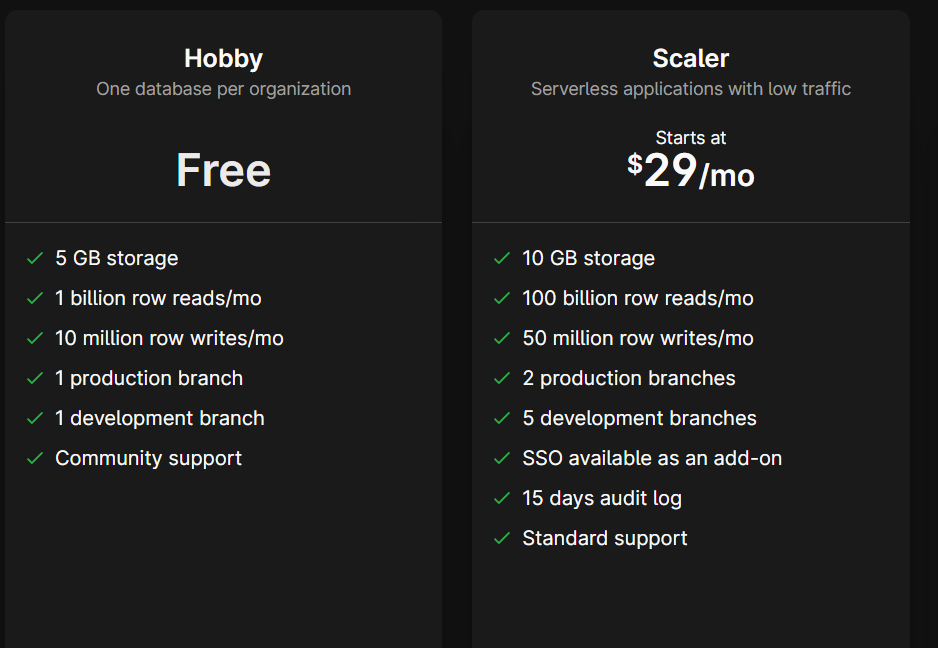 Hobby
One database per organization
Free
5 GB storage
1 billion row reads/mo
10 million row writes/mo
1 production branch
1 development branch
Community support
Scaler
Serverless applications with low traffic
Starts at
$29/mo
10 GB storage
100 billion row reads/mo
50 million row writes/mo
2 production branches
5 development branches
SSO available as an add-on
15 days audit log
Standard support